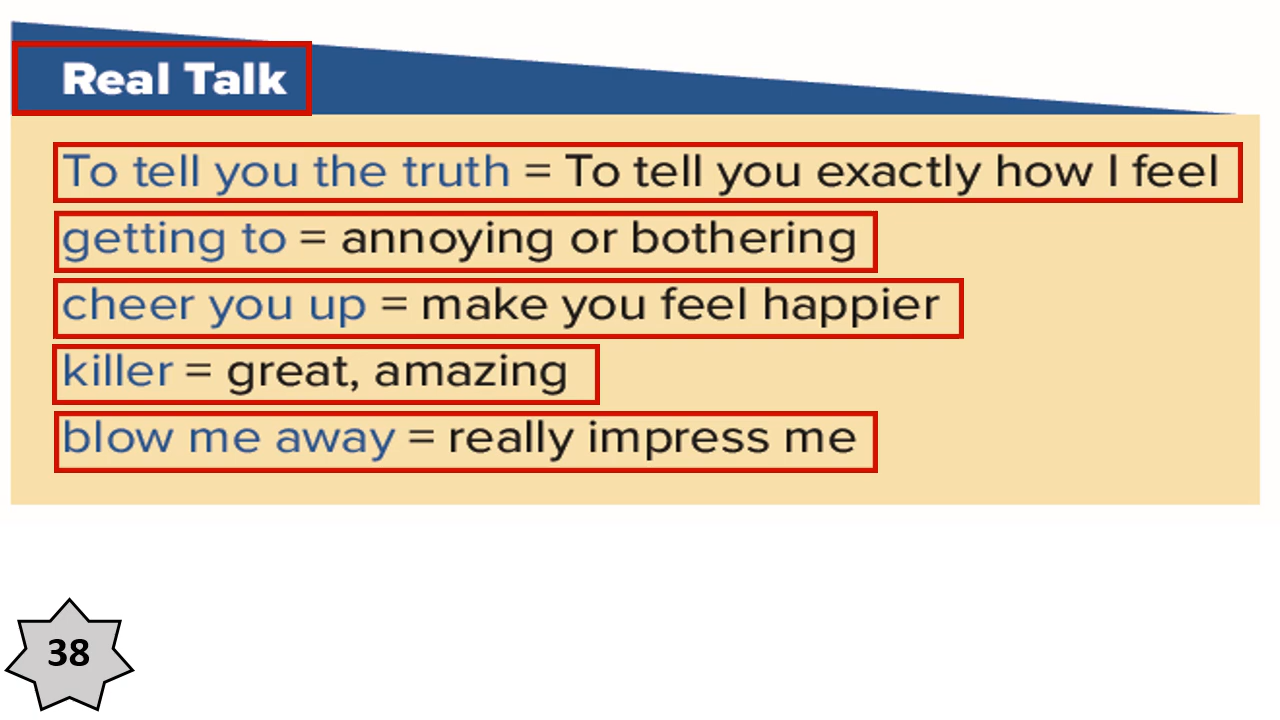 Real Talk
To tell you the truth = To tell you exactly how I feel
getting to = annoying or bothering
cheer you up = make you feel happier
killer = great, amazing
blow me away = really impress me
38